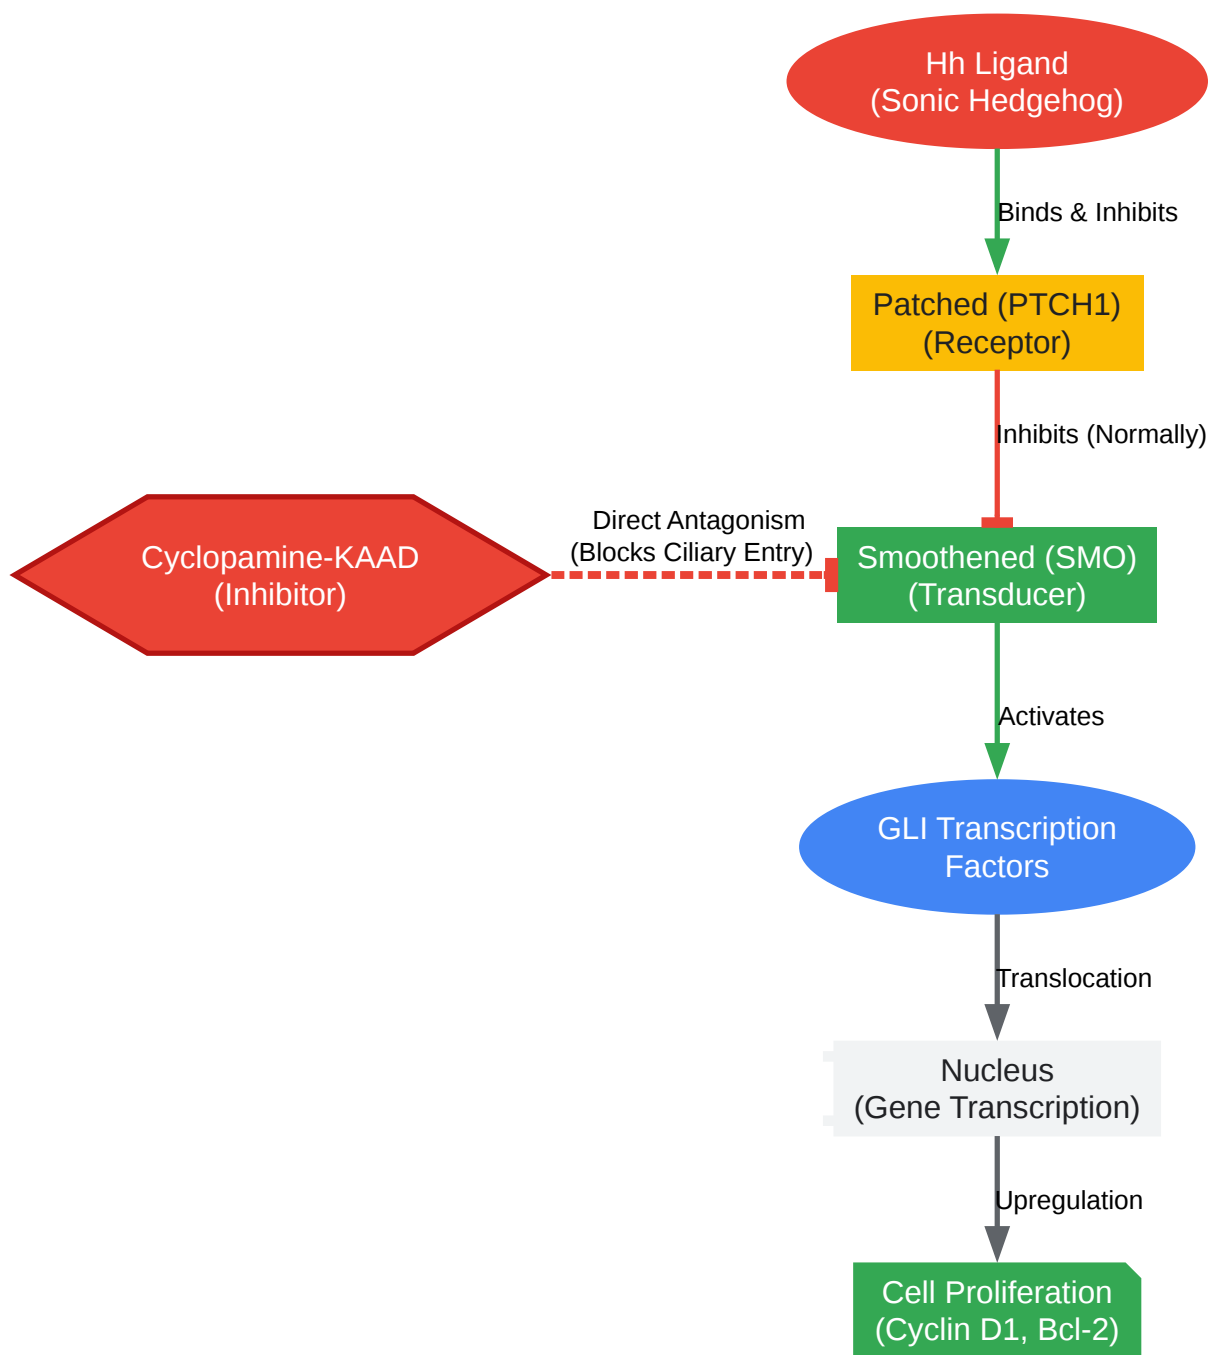 Hh Ligand
(Sonic Hedgehog)
Binds & Inhibits
Patched (PTCH1)
(Receptor)
Inhibits (Normally)
Cyclopamine-KAAD
(Inhibitor)
Direct Antagonism
(Blocks Ciliary Entry)
Smoothened (SMO)
(Transducer)
Activates
GLI Transcription
Factors
Translocation
Nucleus
(Gene Transcription)
Upregulation
Cell Proliferation
(Cyclin D1, Bcl-2)